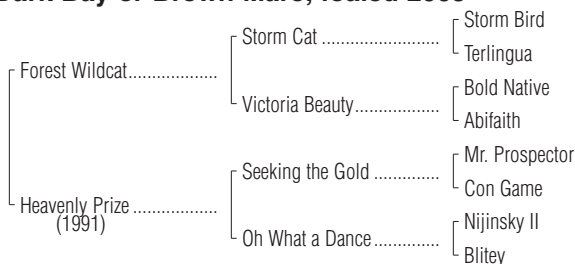 Dark Bay or Brown Mare; foaled
Storm Bird
Storm Cat ........................
Terlingua
Forest Wildcat..................
Bold Native
Victoria Beauty.................
Abifaith
Mr. Prospector
Seeking the Gold .............
Con Game
Heavenly Prize .................
(1991)
Nijinsky II
Oh What a Dance.............
Blitey